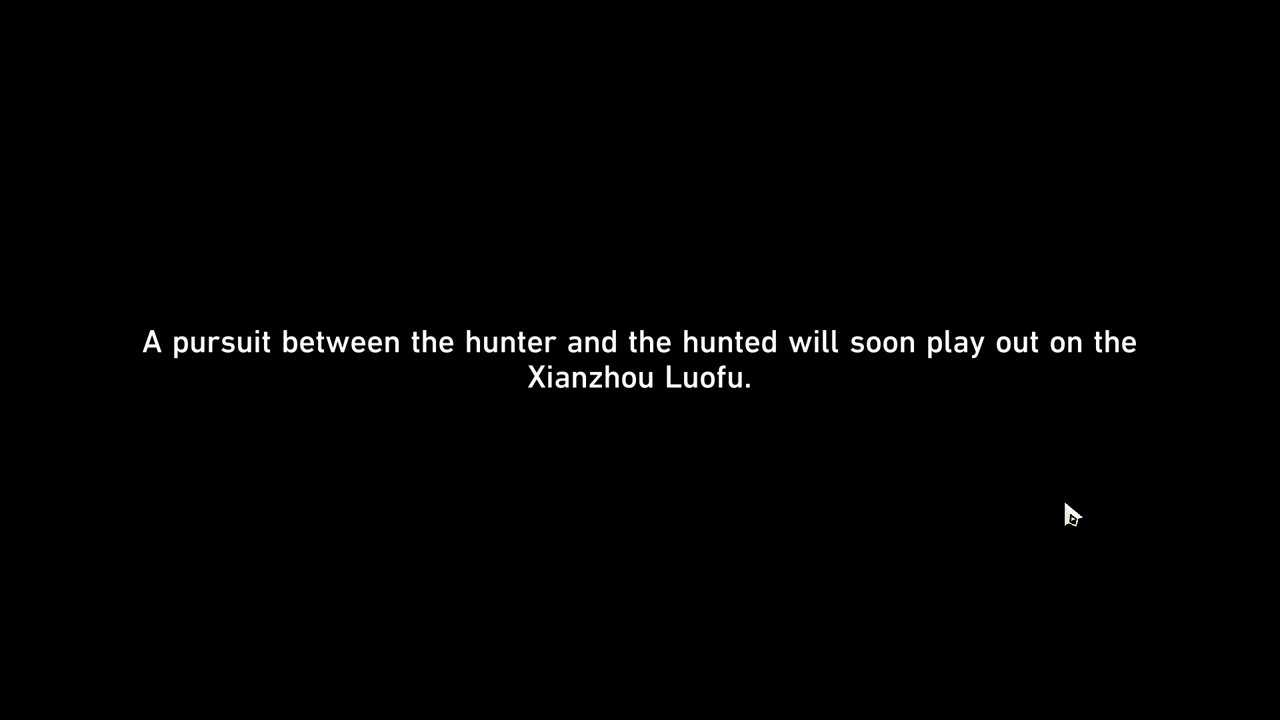 A pursuit between the hunter and the hunted will soon play out on the
Xianzhou Luofu.